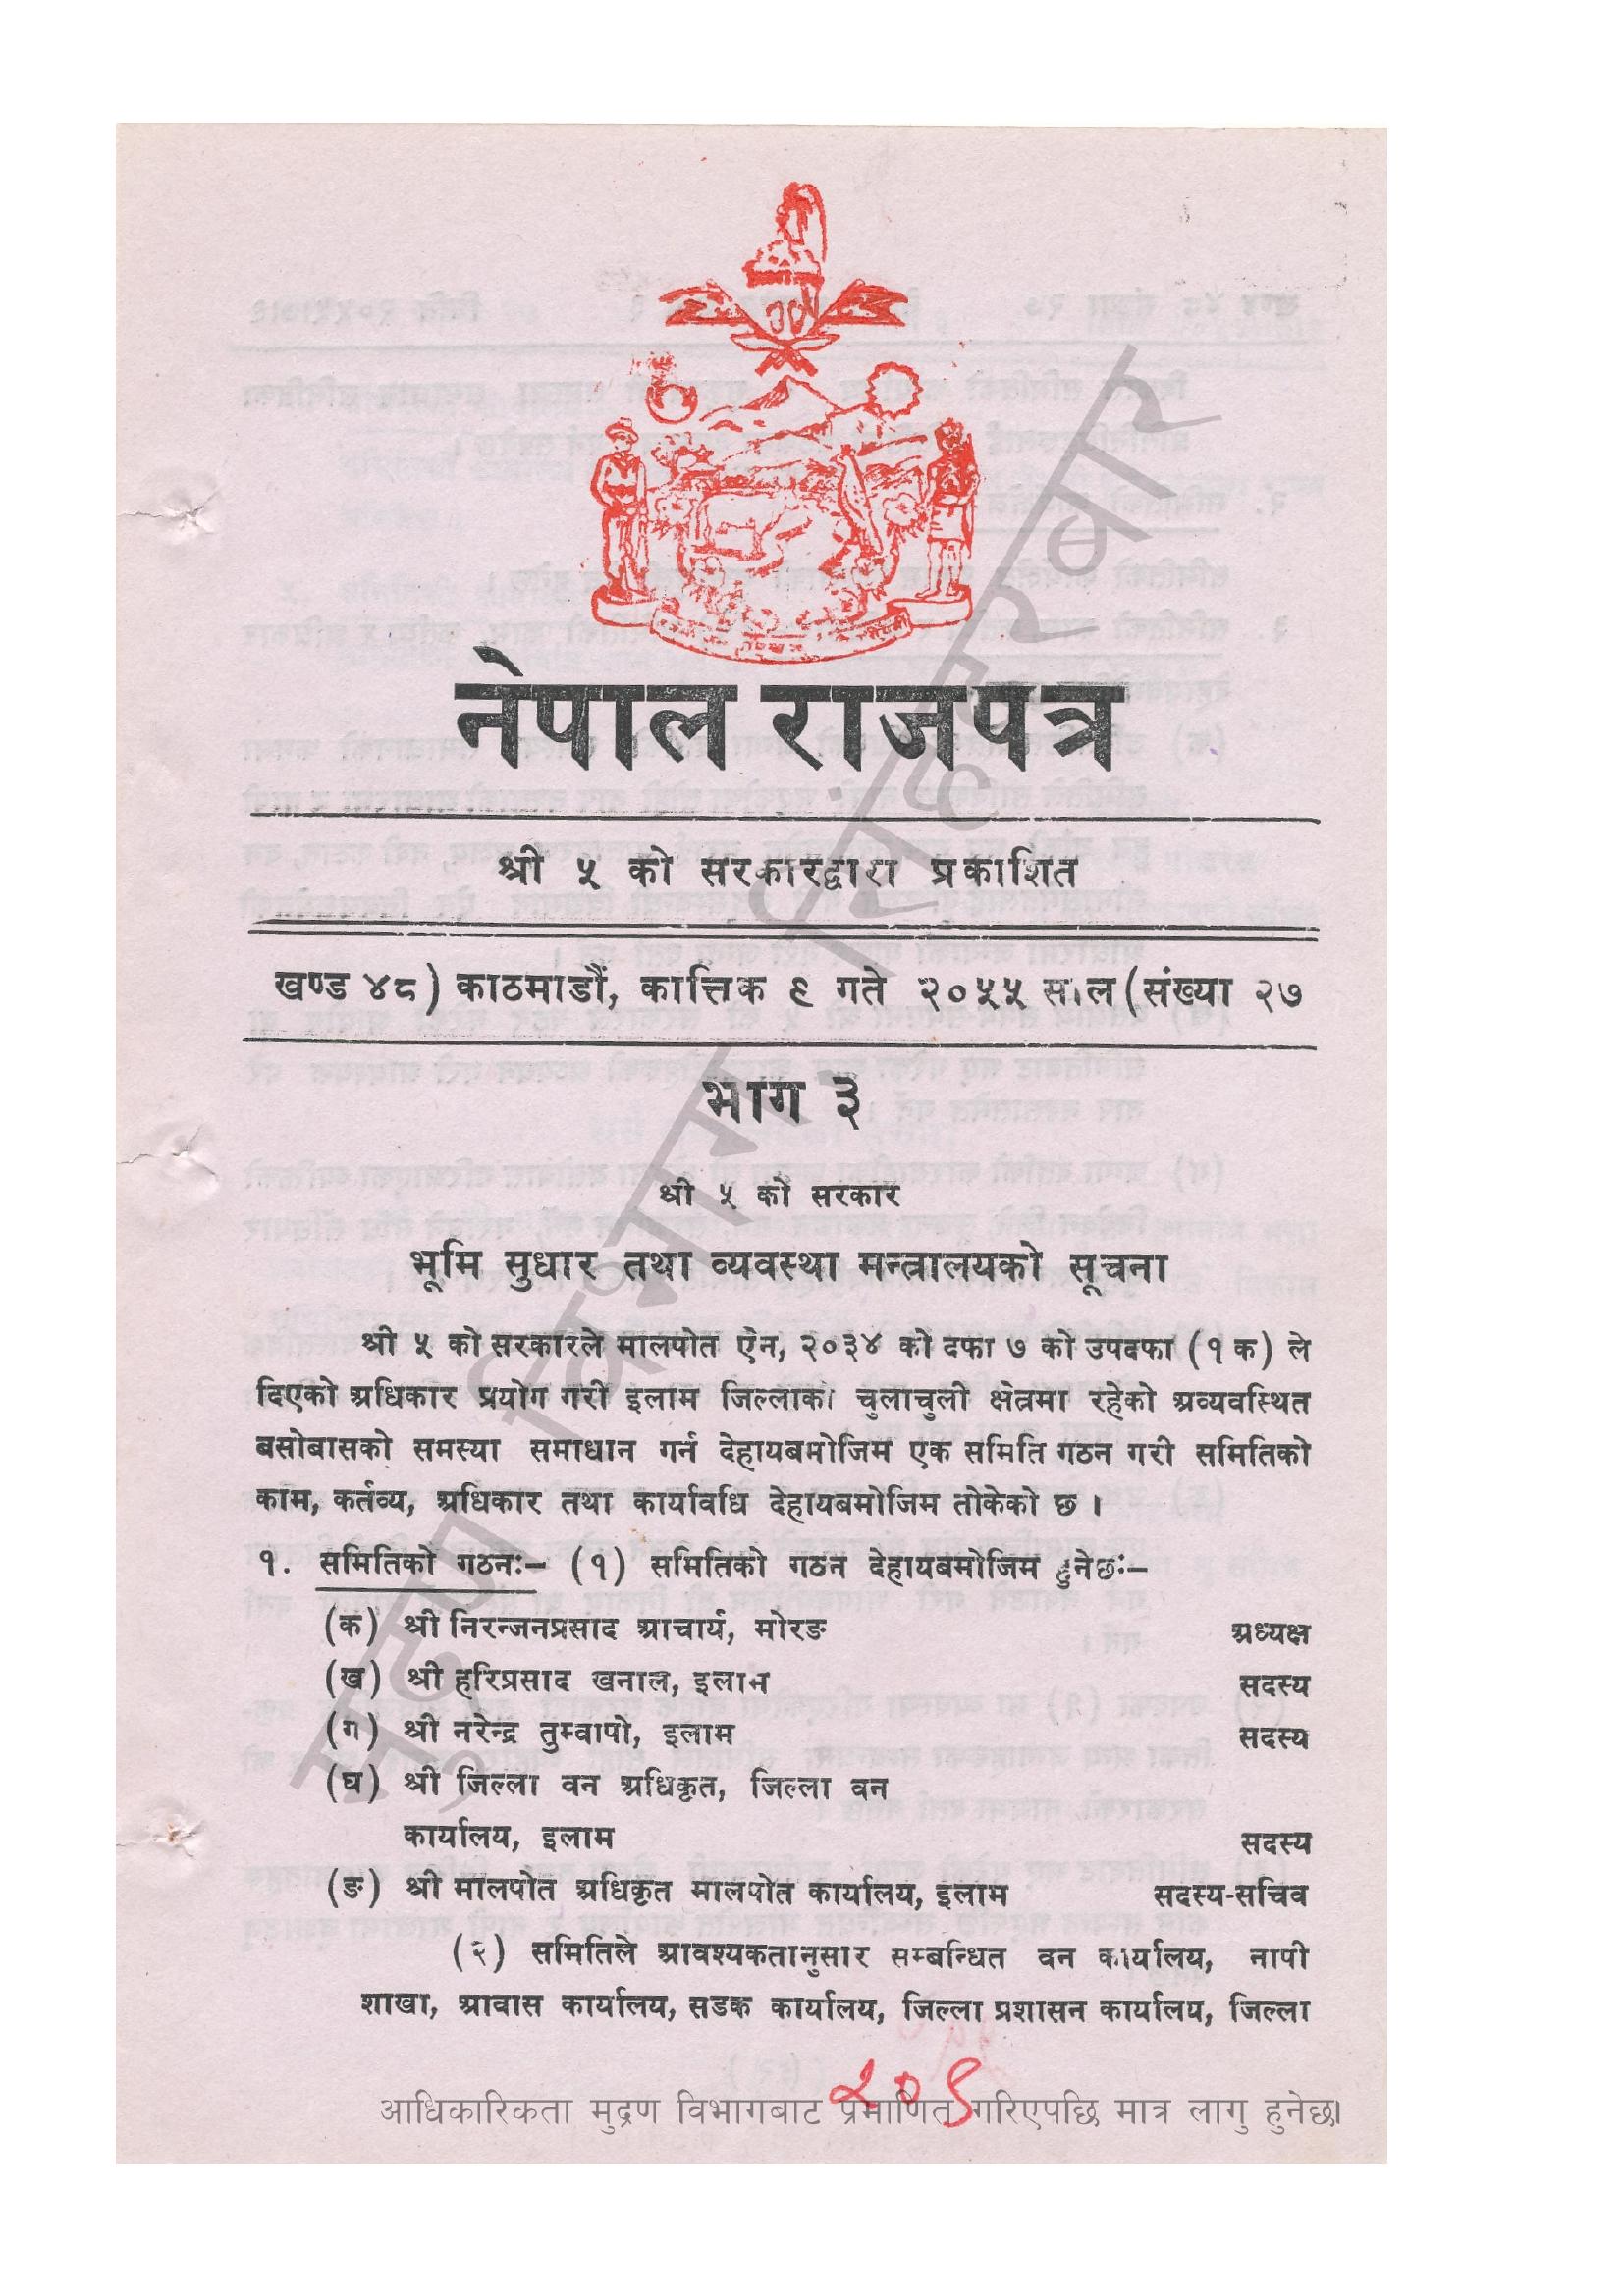 नेपाल राजपत्र
श्री ५ को सरकारद्वारा प्रकाशित
खण्ड ४८) काठमाडौं, कात्तिक ९ गते २०५५ साल (संख्या २७
भाग ३
श्री ५ को सरकार
भूमि सुधार तथा व्यवस्था मन्त्रालयको सूचना
श्री ५ को सरकारले मालपोत ऐन, २०३४ को दफा ७ को उपदफा (१ क) ले
दिएको अधिकार प्रयोग गरी इलाम जिल्लाको चुलाचुली क्षेत्रमा रहेको अव्यवस्थित
बसोबासको समस्या समाधान गर्न देहायबमोजिम एक समिति गठन गरी समितिको
काम, कर्तव्य, अधिकार तथा कार्यावधि देहायबमोजिम तोकेको छ ।
१. समितिको गठनः– (१) समितिको गठन देहायबमोजिम हुनेछः–
(क) श्री निरन्जनप्रसाद आचार्य, मोरङ अध्यक्ष
(ख) श्री हरिप्रसाद खनाल, इलाम सदस्य
(ग) श्री नरेन्द्र तुम्वापो, इलाम सदस्य
(घ) श्री जिल्ला वन अधिकृत, जिल्ला वन
कार्यालय, इलाम सदस्य
(ङ) श्री मालपोत अधिकृत मालपोत कार्यालय, इलाम सदस्य-सचिव
(२) समितिले आवश्यकतानुसार सम्बन्धित वन कार्यालय, नापी
शाखा, आवास कार्यालय, सडक कार्यालय, जिल्ला प्रशासन कार्यालय, जिल्ला
२०९
आधिकारिकता मुद्रण विभागबाट प्रमाणित गरिएपछि मात्र लागु हुनेछ।
मुद्रण विभाग, सिंहदरवार